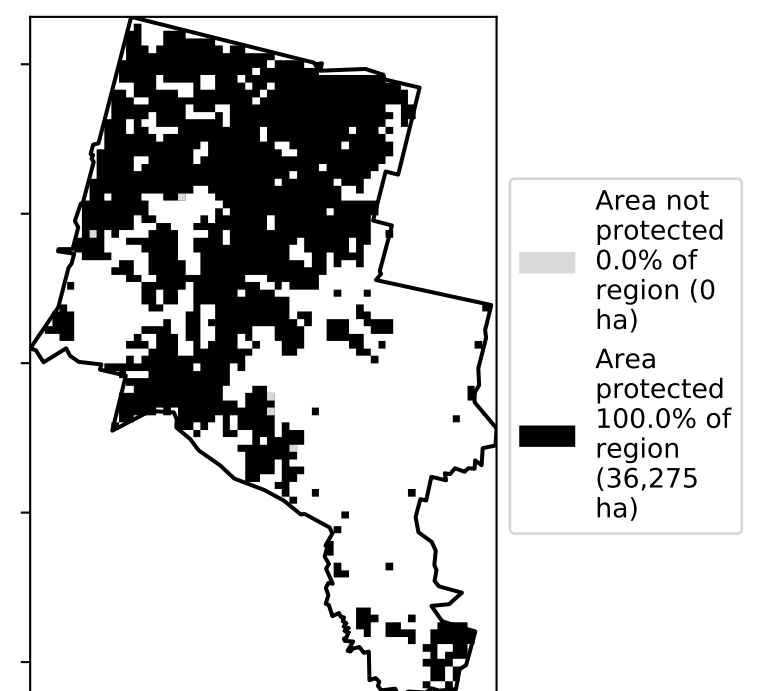 Area not
protected
0.0% of
region (0
ha)
Area
protected
100.0% of
region
(36,275
ha)